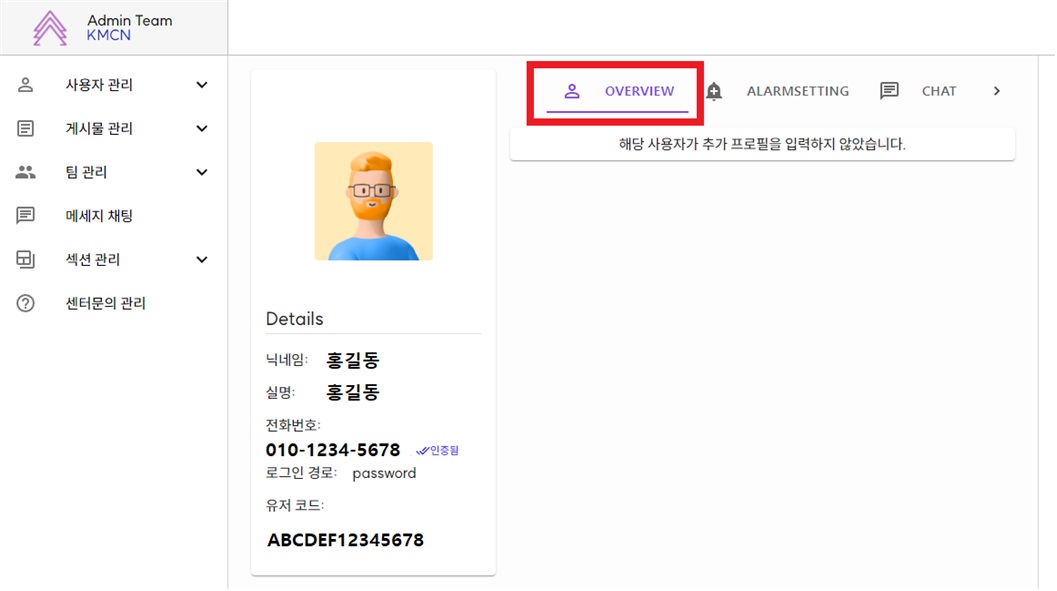 Admin Team
KMCN
사용자 관리
게시물 관리
팀 관리
메세지 채팅
섹션 관리
센터문의 관리
OVERVIEW
ALARMSETTING
CHAT
해당 사용자가 추가 프로필을 입력하지 않았습니다.
Details
닉네임: 홍길동
실명: 홍길동
전화번호:
010-1234-5678 인증됨
로그인 경로: password
유저 코드:
ABCDEF12345678